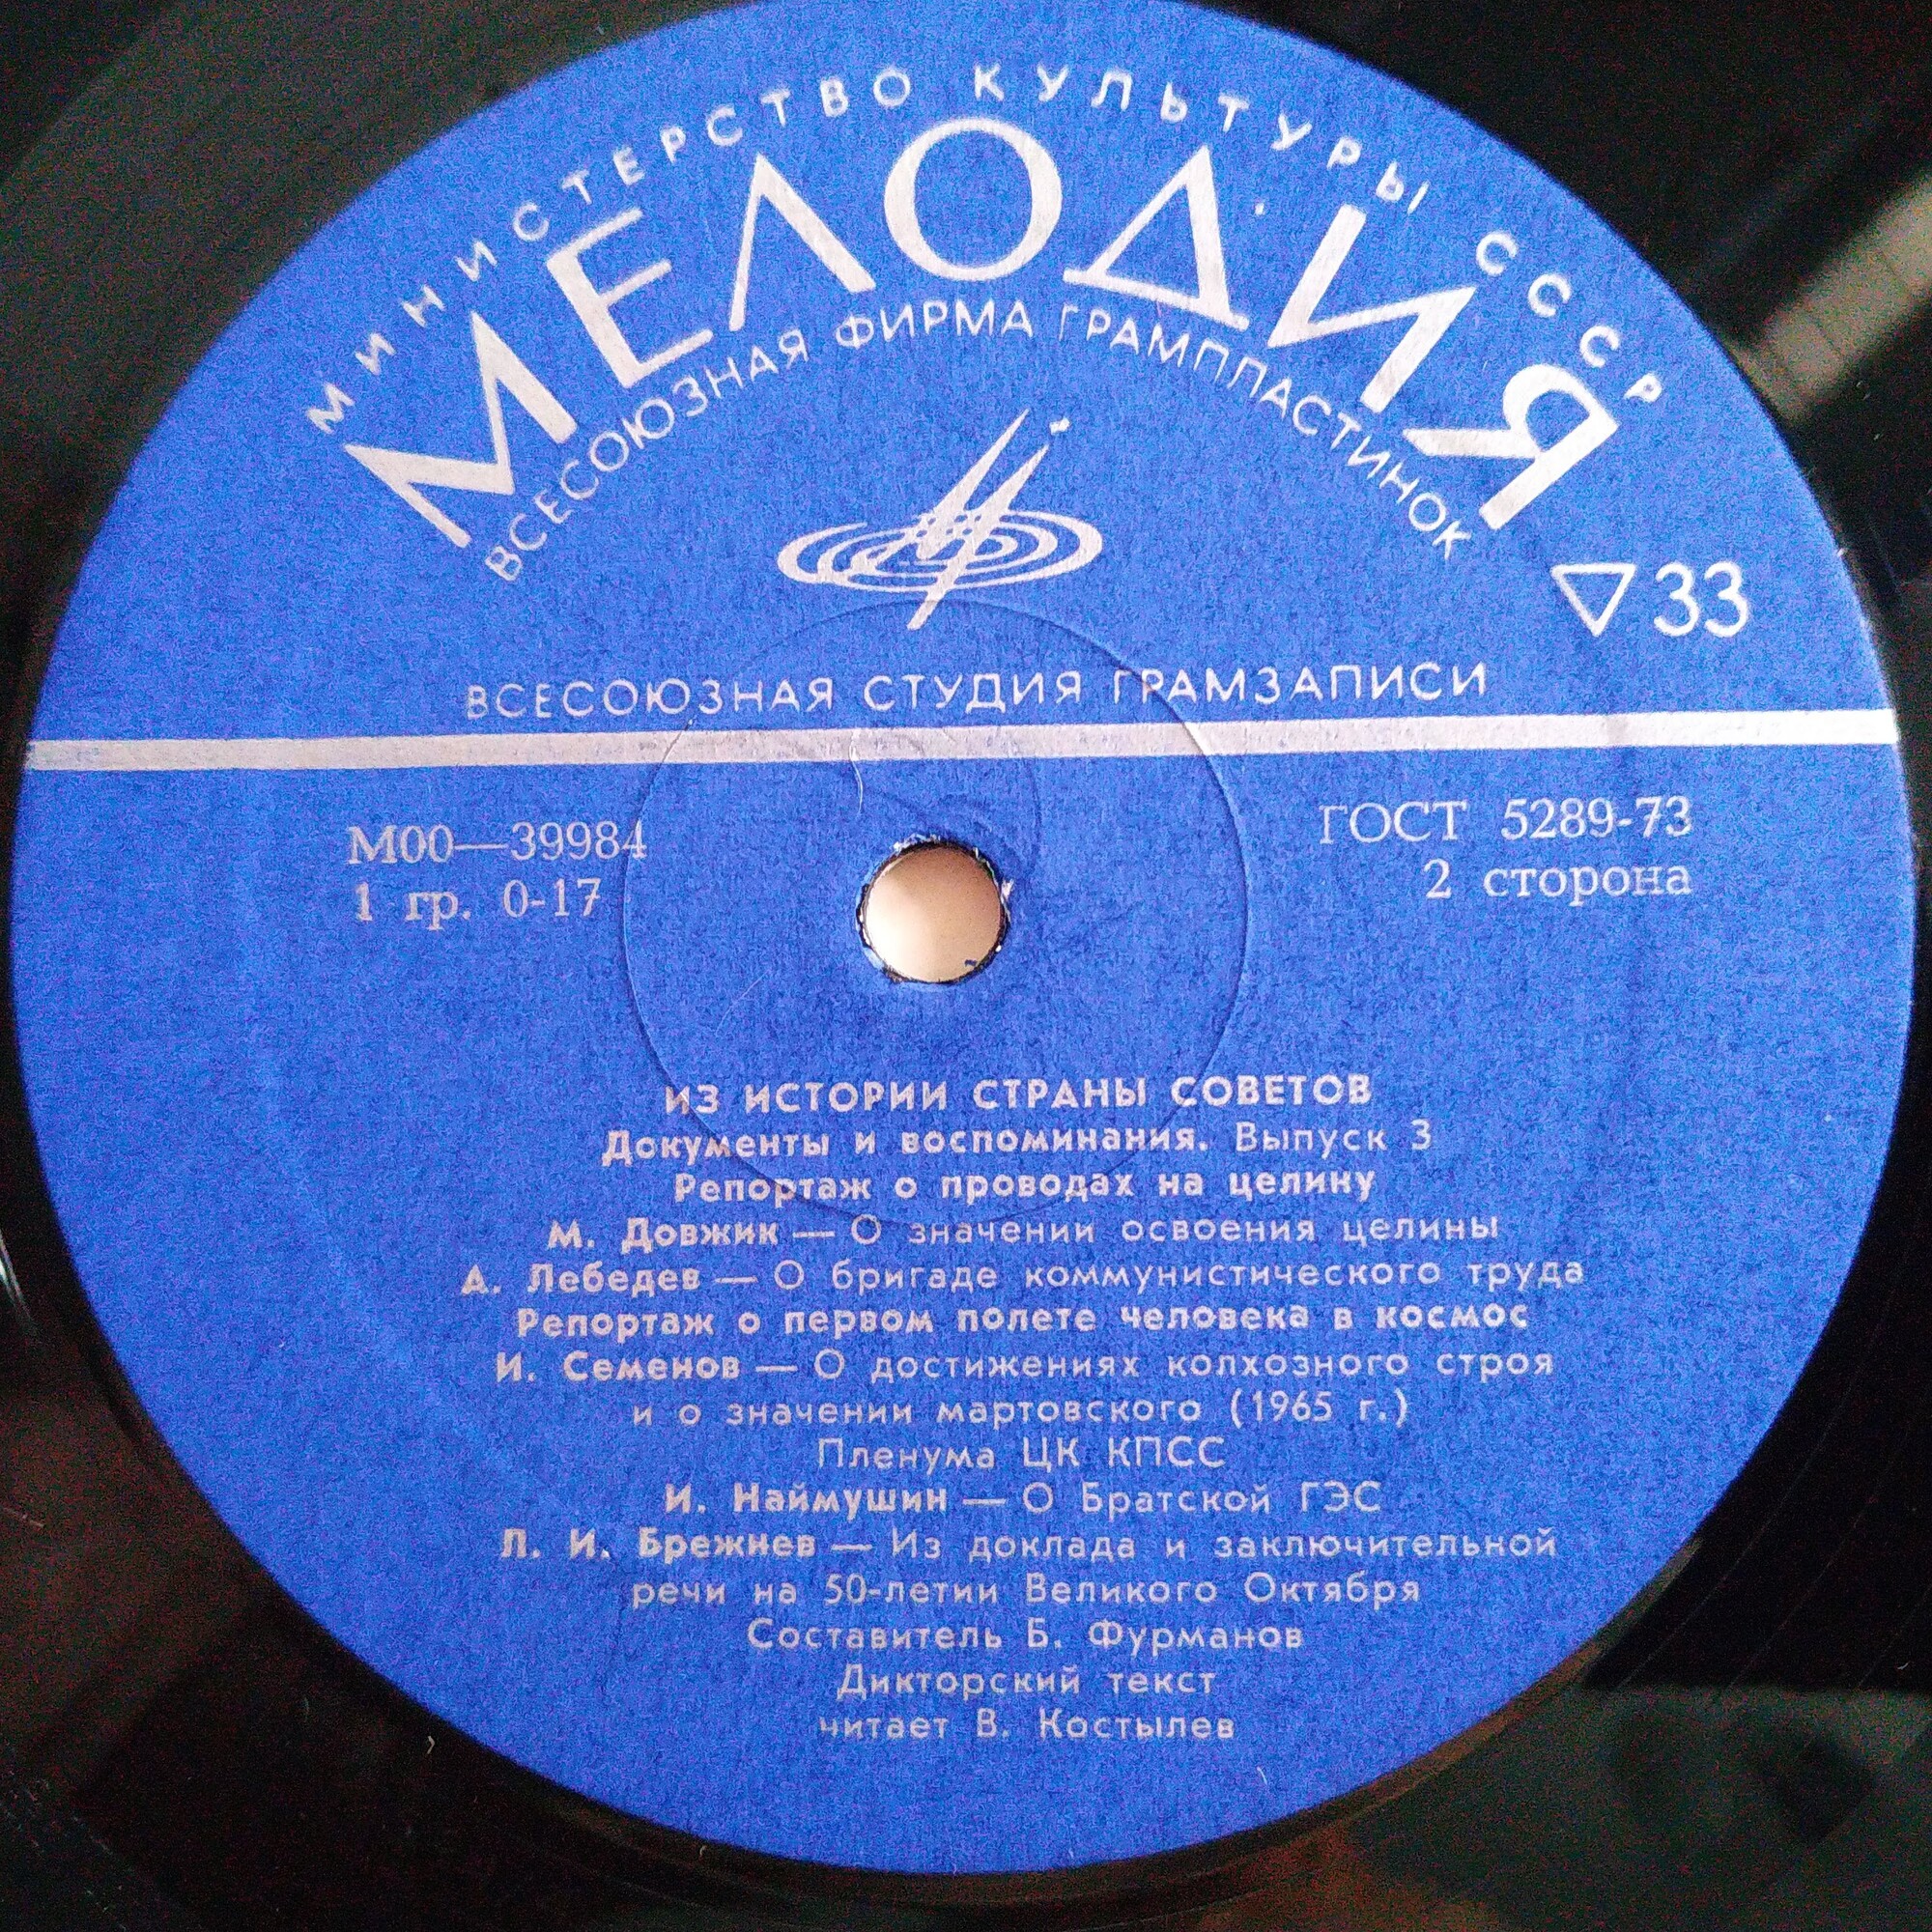 МИНИСТЕРСТВО КУЛЬТУРЫ СССР
МЕЛОДИЯ
ВСЕСОЮЗНАЯ ФИРМА ГРАМПЛАСТИНОК
33
ВСЕСОЮЗНАЯ СТУДИЯ ГРАМЗАПИСИ
М00—39984
1 гр. 0-17
ГОСТ 5289-73
2 сторона
ИЗ ИСТОРИИ СТРАНЫ СОВЕТОВ
Документы и воспоминания. Выпуск 3
Репортаж о проводах на целину
М. Довжик — О значении освоения целины
А. Лебедев — О бригаде коммунистического труда
Репортаж о первом полете человека в космос
И. Семенов — О достижениях колхозного строя
и о значении мартовского (1965 г.)
Пленума ЦК КПСС
И. Наймушин — О Братской ГЭС
Л. И. Брежнев — Из доклада и заключительной
речи на 50-летии Великого Октября
Составитель Б. Фурманов
Дикторский текст
читает В. Костылев